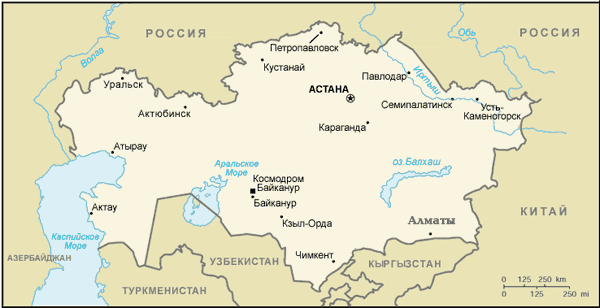 РОССИЯ
РОССИЯ
Обь
Волга
Петропавловск
Кустанай
Павлодар
Иртыш
Уральск
АСТАНА
Семипалатинск
Усть-
Каменогорск
Актюбинск
Караганда
Атырау
Аральское
Море
оз.Балхаш
Космодром
Байканур
Байканур
Актау
Кзыл-Орда
Алматы
КИТАЙ
Каспийское
Море
АЗЕРБАЙДЖАН
УЗБЕКИСТАН
Чимкент
КЫРГЫЗСТАН
ТУРКМЕНИСТАН
0 125 250 km
0 125 250 mi